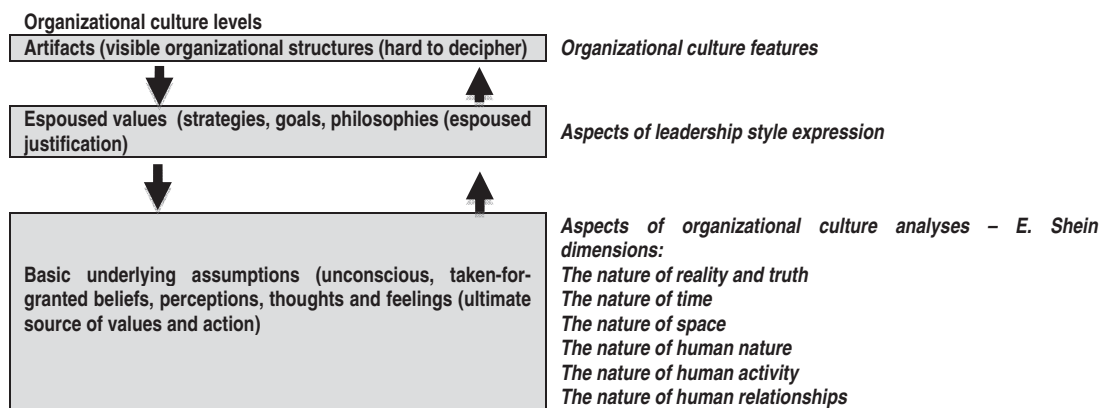 Organizational culture levels
Artifacts (visible organizational structures (hard to decipher)
Organizational culture features
Espoused values (strategies, goals, philosophies (espoused
justification)
Aspects of leadership style expression
Basic underlying assumptions (unconscious, taken-for-
granted beliefs, perceptions, thoughts and feelings (ultimate
source of values and action)
Aspects of organizational culture analyses – E. Shein
dimensions:
The nature of reality and truth
The nature of time
The nature of space
The nature of human nature
The nature of human activity
The nature of human relationships